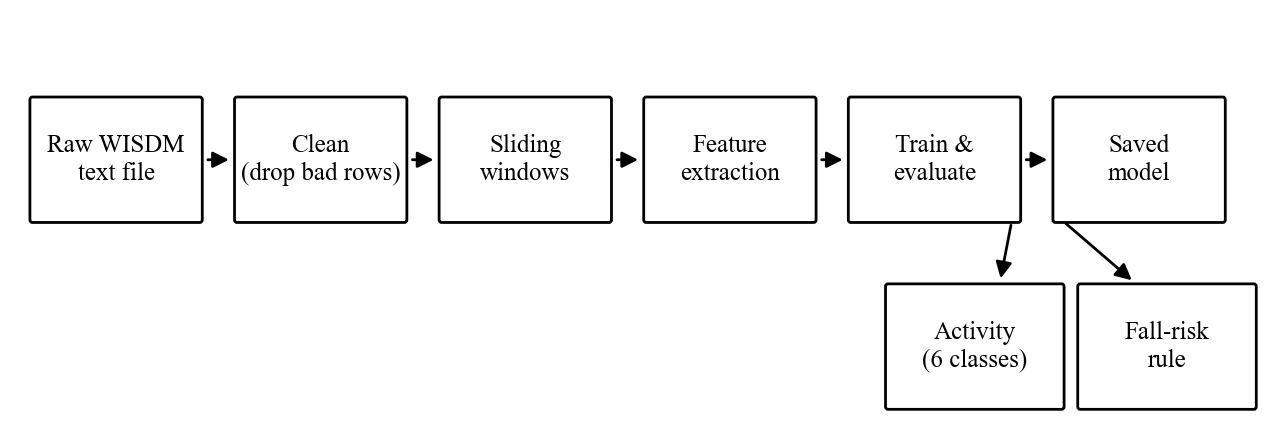 Raw WISDM
text file
Clean
(drop bad rows)
Sliding
windows
Feature
extraction
Train &
evaluate
Saved
model
Activity
(6 classes)
Fall-risk
rule